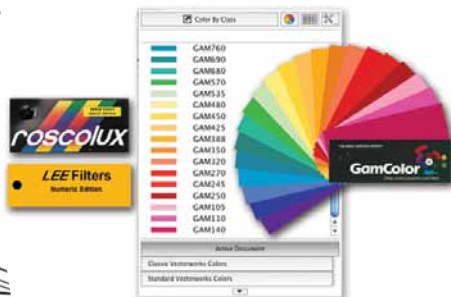 Color By Class
GAM760
GAM690
GAM680
GAM570
GAM535
GAM480
GAM450
GAM425
GAM388
GAM350
GAM320
GAM270
GAM245
GAM250
GAM105
GAM110
GAM140
Active Document
Classic Vectorworks Colors
Standard Vectorworks Colors
roscolux
LEE Filters
Numeric Edition
GamColor